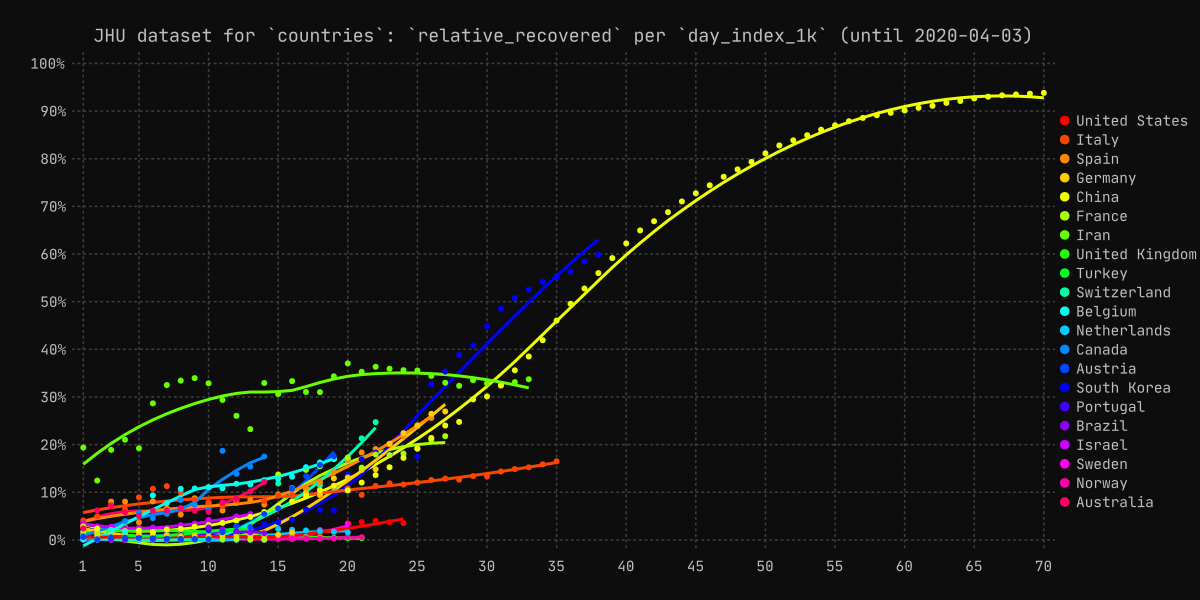 JHU dataset for `countries`: `relative_recovered` per `day_index_1k` (until 2020-04-03)
100%
90%
80%
70%
60%
50%
40%
30%
20%
10%
0%
1 5 10 15 20 25 30 35 40 45 50 55 60 65 70
United States
Italy
Spain
Germany
China
France
Iran
United Kingdom
Turkey
Switzerland
Belgium
Netherlands
Canada
Austria
South Korea
Portugal
Brazil
Israel
Sweden
Norway
Australia